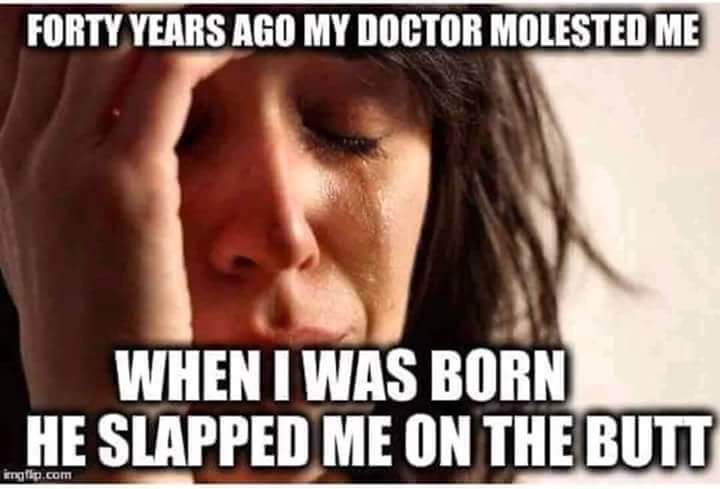 FORTY YEARS AGO MY DOCTOR MOLESTED ME
WHEN I WAS BORN
HE SLAPPED ME ON THE BUTT
imgflip.com